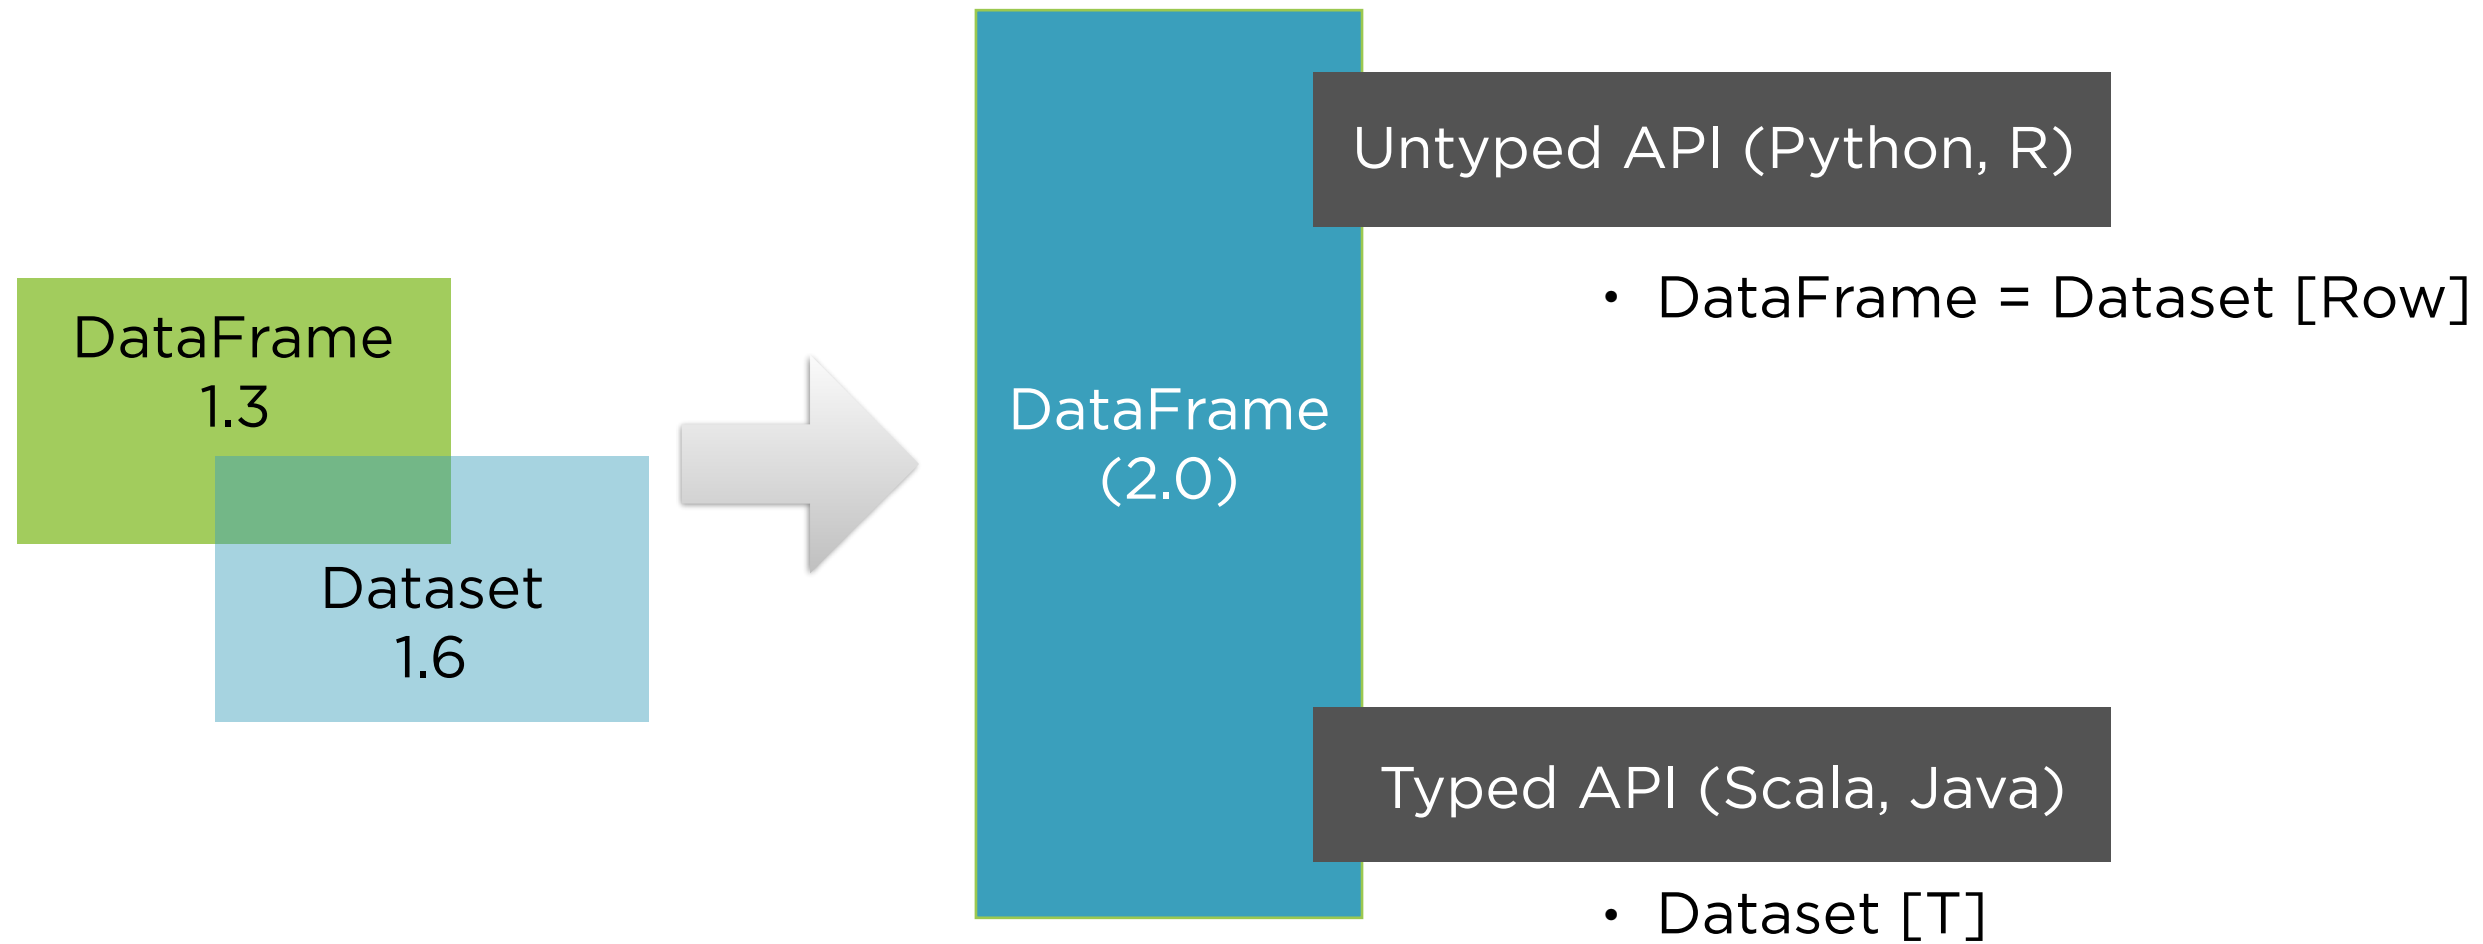 DataFrame
1.3
Dataset
1.6
DataFrame
(2.0)
Untyped API (Python, R)
• DataFrame = Dataset [Row]
Typed API (Scala, Java)
• Dataset [T]